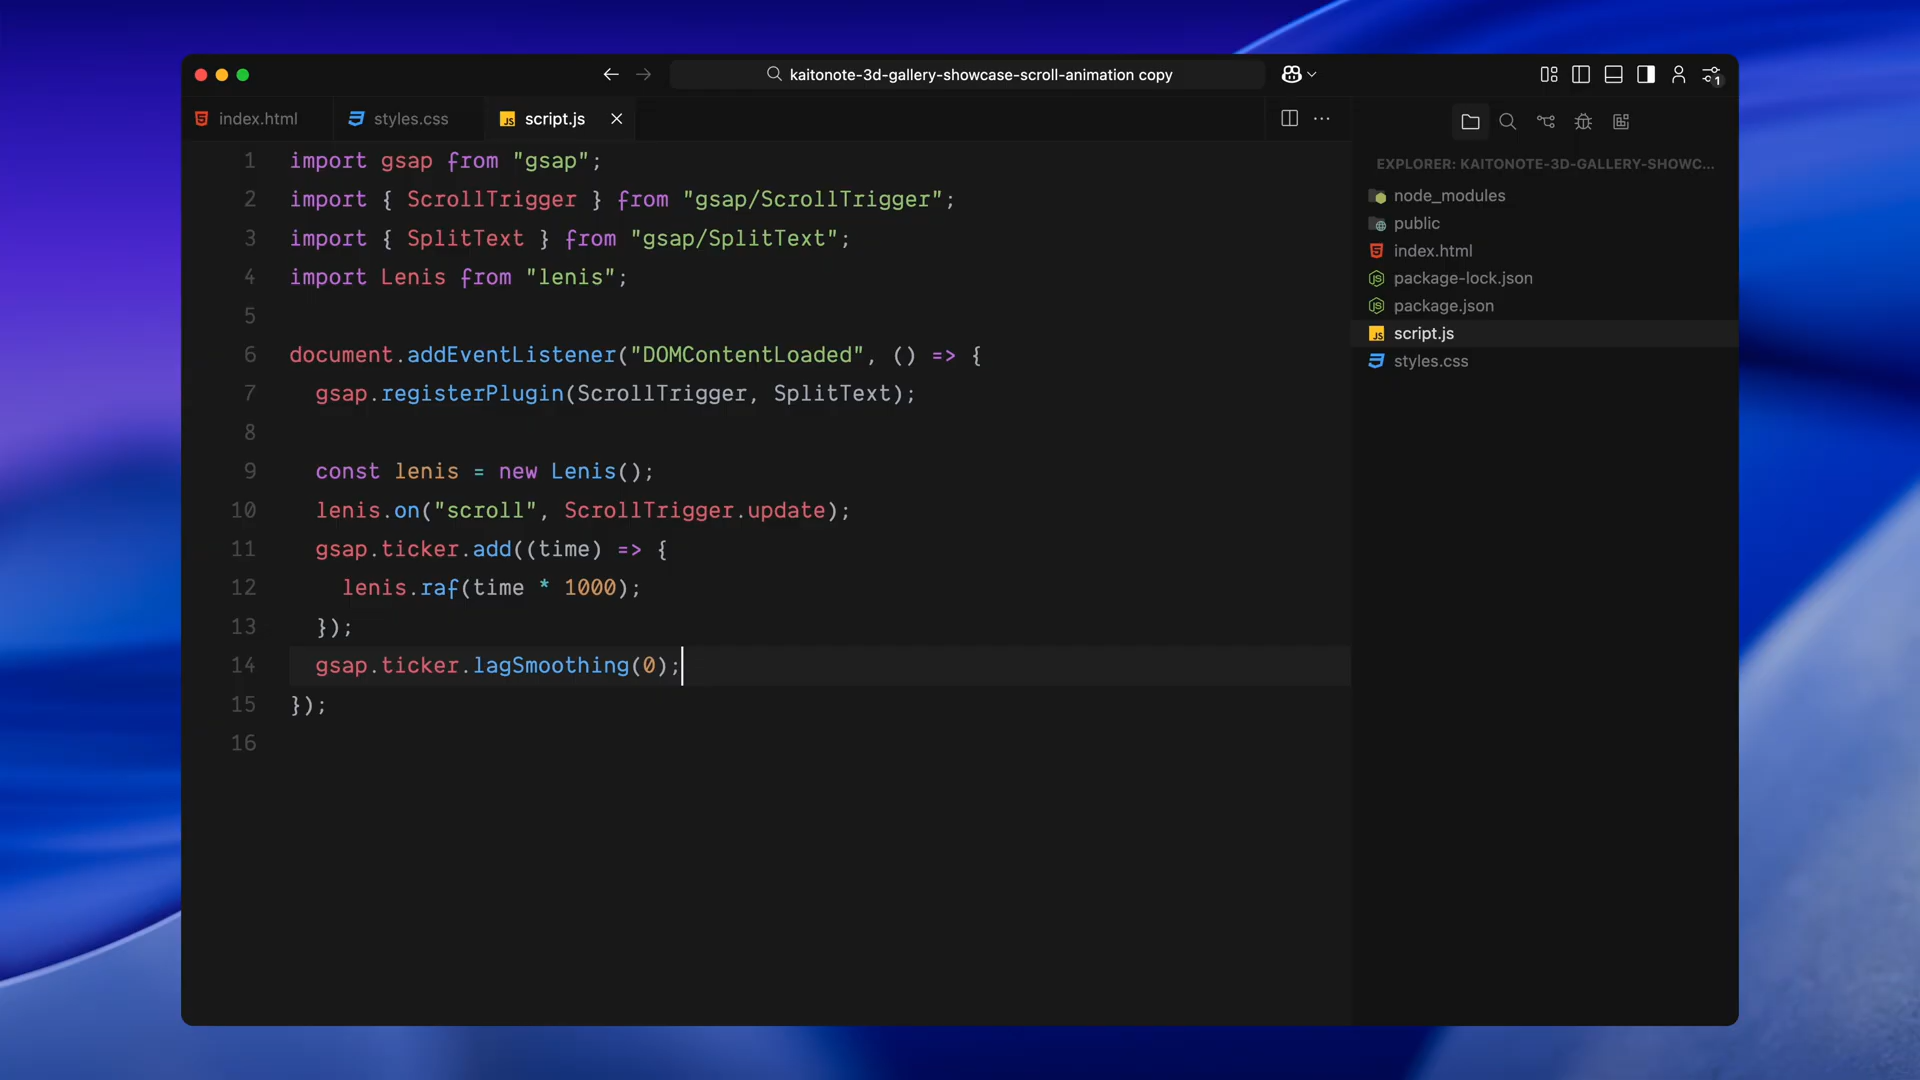 kaitonote-3d-gallery-showcase-scroll-animation copy
index.html
styles.css
script.js
1 import gsap from "gsap";
2 import { ScrollTrigger } from "gsap/ScrollTrigger";
3 import { SplitText } from "gsap/SplitText";
4 import Lenis from "lenis";
5
6 document.addEventListener("DOMContentLoaded", () => {
7 gsap.registerPlugin(ScrollTrigger, SplitText);
8
9 const lenis = new Lenis();
10 lenis.on("scroll", ScrollTrigger.update);
11 gsap.ticker.add((time) => {
12 lenis.raf(time * 1000);
13 });
14 gsap.ticker.lagSmoothing(0);
15 });
16
EXPLORER: KAITONOTE-3D-GALLERY-SHOWC...
node_modules
public
index.html
package-lock.json
package.json
script.js
styles.css